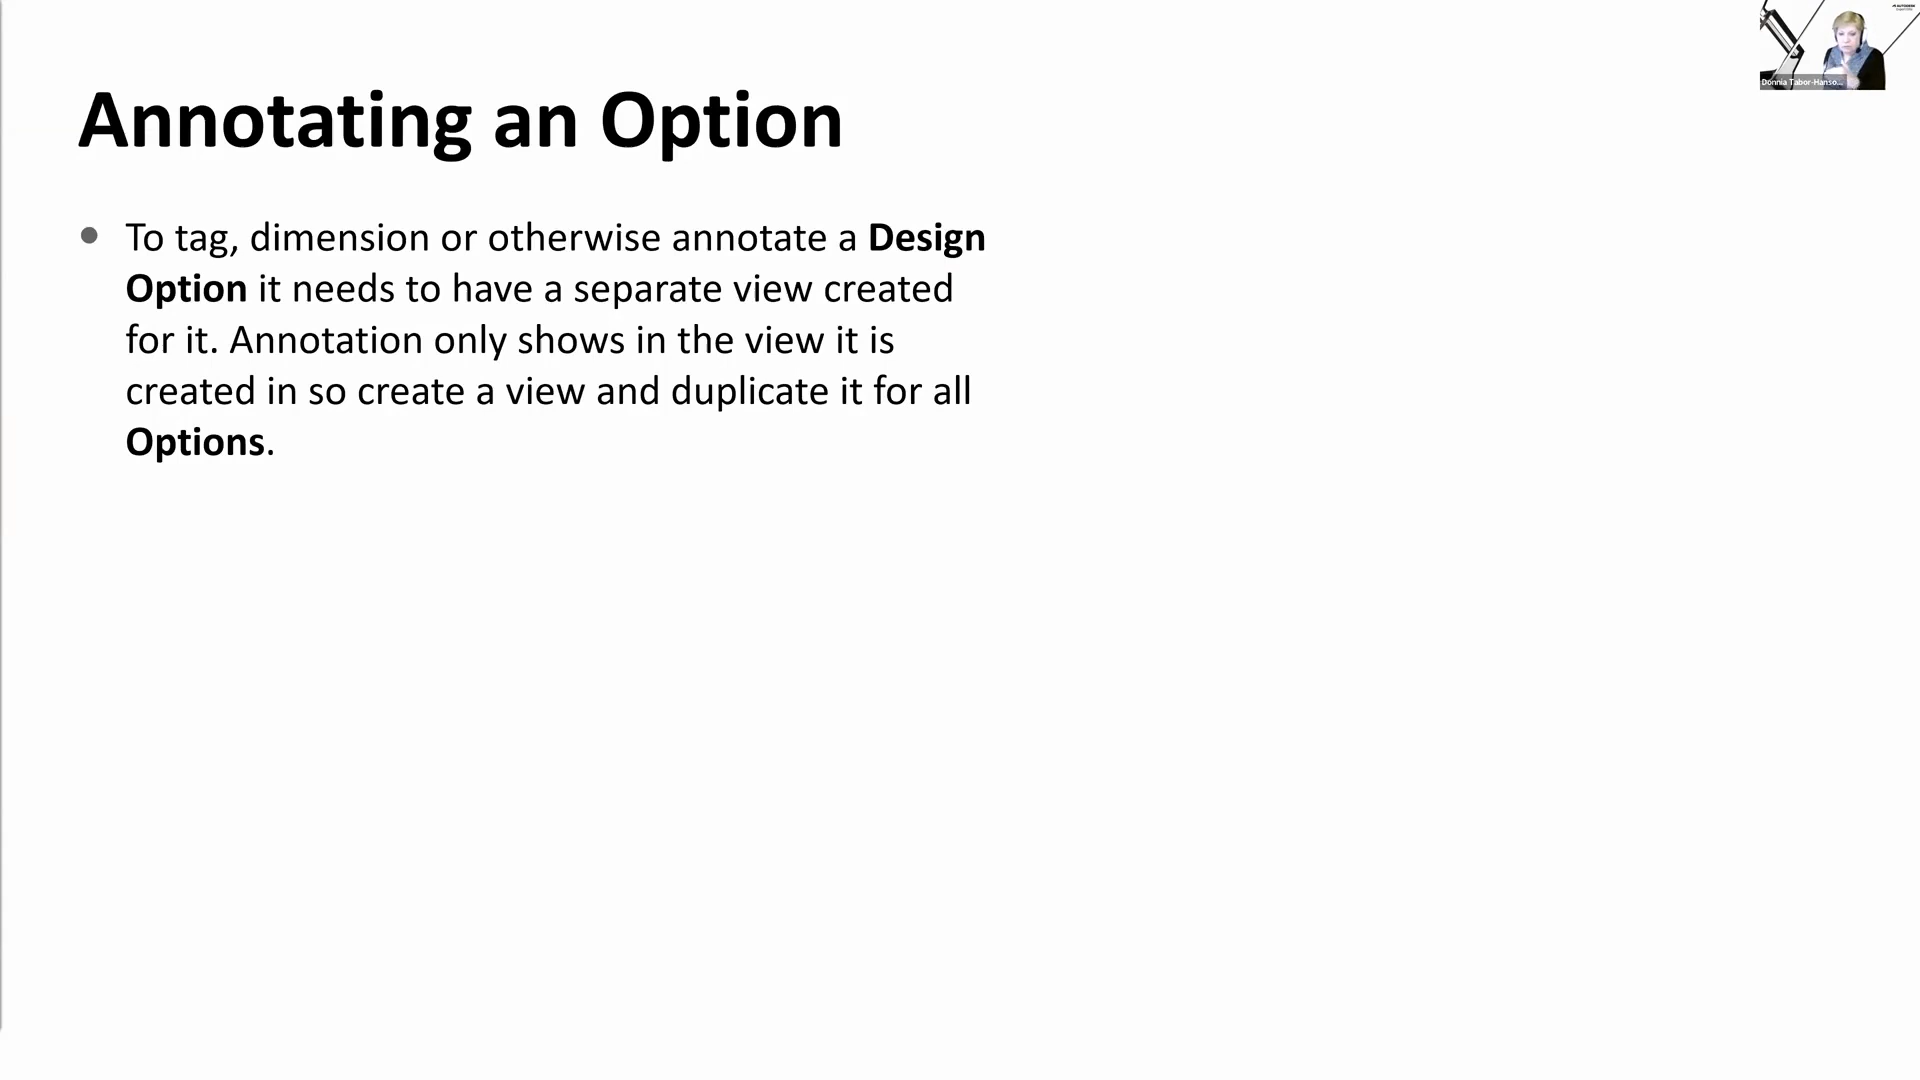 Annotating an Option
To tag, dimension or otherwise annotate a Design
Option it needs to have a separate view created
for it. Annotation only shows in the view it is
created in so create a view and duplicate it for all
Options.
AUTODESK
Donnia Tabor-Hanso...